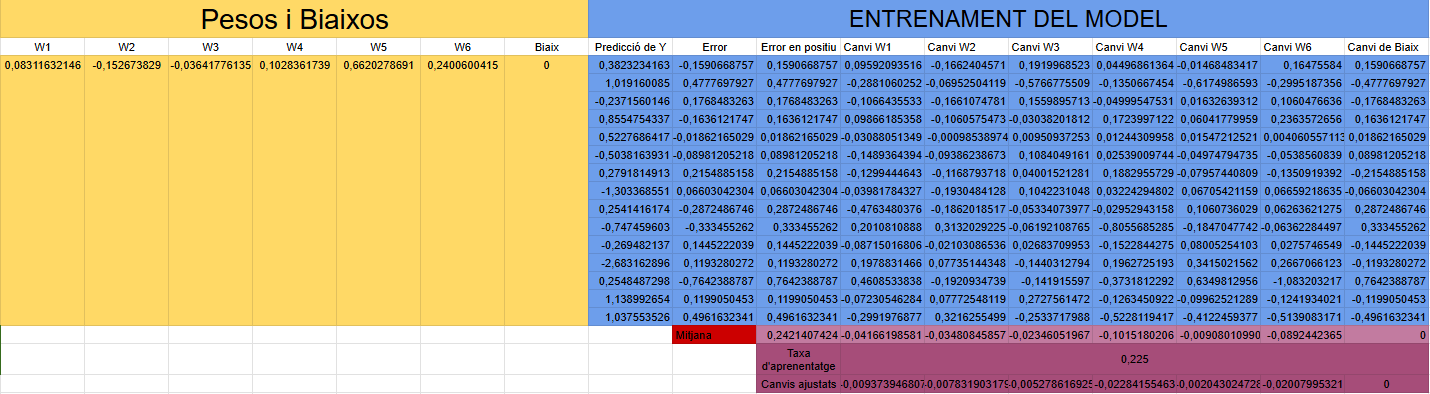 Pesos i Biaixos ENTRENAMENT DEL MODEL
W1 W2 W3 W4 W5 W6 Biaix Predicció de Y Error Error en positiu Canvi W1 Canvi W2 Canvi W3 Canvi W4 Canvi W5 Canvi W6 Canvi de Biaix
0,08311632146 -0,152673829 -0,03641776135 0,1028361739 0,6620278691 0,2400600415 0 0,3823234163 -0,1590668757 0,1590668757 0,09592093516 -0,1662404571 0,1919968523 0,04496861364 -0,01468483417 0,16475584 0,1590668757
1,019160085 0,4777697927 0,4777697927 -0,2881060252 -0,06952504119 -0,5766775509 -0,1350667454 -0,6174986593 -0,2995187356 -0,4777697927
-0,2371560146 0,1768483263 0,1768483263 -0,1066435533 -0,1661074781 0,1559895713 -0,04999547531 0,01632639312 0,1060476636 -0,1768483263
0,8554754337 -0,1636121747 0,1636121747 0,09866185358 -0,1060575473 -0,03038201812 0,1723997122 0,06041779959 0,2363572656 0,1636121747
0,5227686417 -0,01862165029 0,01862165029 -0,03088051349 -0,00098538974 0,00950937253 0,01244309958 0,01547212521 0,004060557113 0,01862165029
-0,5038163931 -0,08981205218 0,08981205218 -0,1489364394 -0,09386238673 0,1084049161 0,02539009744 -0,04974794735 -0,0538560839 0,08981205218
0,2791814913 0,2154885158 0,2154885158 -0,1299444643 -0,1168793718 0,04001521281 0,1882955729 -0,07957440809 -0,1350919392 -0,2154885158
-1,303368551 0,06603042304 0,06603042304 -0,03981784327 -0,1930484128 0,1042231048 0,03224294802 0,06705421159 0,06659218635 -0,06603042304
0,2541416174 -0,2872486746 0,2872486746 -0,4763480376 -0,1862018517 -0,05334073977 -0,02952943158 0,1060736029 0,06263621275 0,2872486746
-0,747459603 -0,333455262 0,333455262 0,2010810888 0,3132029225 -0,06192108765 -0,8055685285 -0,1847047742 -0,06362284497 0,333455262
-0,269482137 0,1445222039 0,1445222039 -0,08715016806 -0,02103086536 0,02683709953 -0,1522844275 0,08005254103 0,0275746549 -0,1445222039
-2,683162896 0,1193280272 0,1193280272 0,1978831466 0,07735144348 -0,1440312794 0,1962725193 0,3415021562 0,2667066123 -0,1193280272
0,2548487298 -0,7642388787 0,7642388787 0,4608533838 -0,1920934739 -0,141915597 -0,3731812292 0,6349812956 -1,083203217 0,7642388787
1,138992654 0,1199050453 0,1199050453 -0,07230546284 0,07772548119 0,2727561472 -0,1263450922 -0,09962521289 -0,1241934021 -0,1199050453
1,037553526 0,4961632341 0,4961632341 -0,2991976877 0,3216255499 -0,2533717988 -0,5228119417 -0,4122459377 -0,5139083171 -0,4961632341
Mitjana 0,2421407424 -0,04166198581 -0,03480845857 -0,02346051967 -0,1015180206 -0,00908010990 -0,0892442365 0
Taxa
d'aprenentatge 0,225
Canvis ajustats -0,009373946807 -0,007831903179 -0,005278616925 -0,02284155463 -0,002043024728 -0,02007995321 0